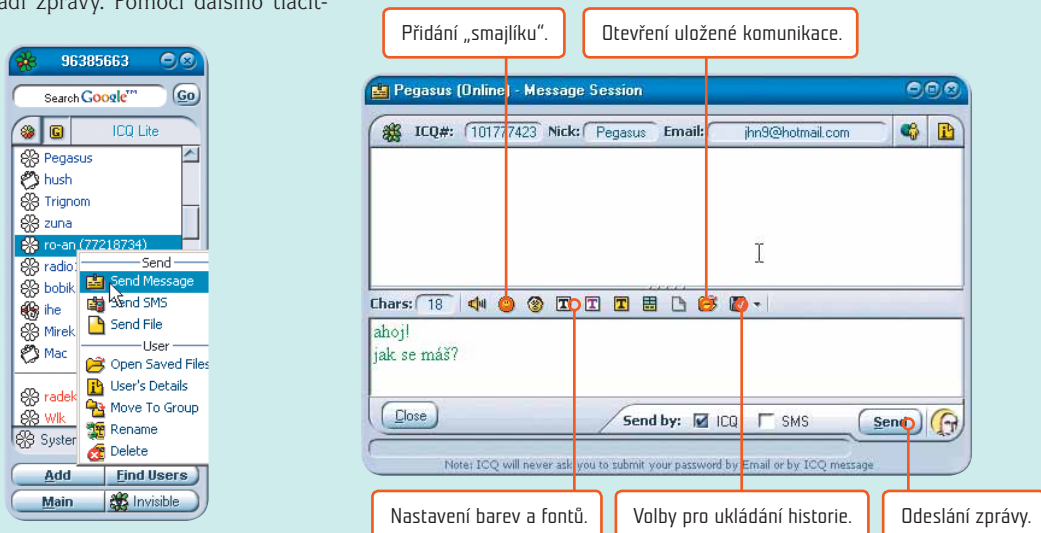 adí zprávy. Pomocí dalšího tlačít-
Přidání „smajlíku“.
Otevření uložené komunikace.
96385663
Search Google™ Go
ICQ Lite
Pegasus
hush
Trignom
zuna
ro-an (77218734)
radio
bobik
ihe
Mirek
Mac
radek
Wlk
System
Add Find Users
Main Invisible
Send
Send Message
Send SMS
Send File
User
Open Saved Files
User's Details
Move To Group
Rename
Delete
Pegasus (Online) - Message Session
ICQ#: 101777423 Nick: Pegasus Email: jhn9@hotmail.com
Chars: 18
ahoj!
jak se máš?
Close Send by: ICQ SMS Send
Note: ICQ will never ask you to submit your password by Email or by ICQ message
Nastavení barev a fontů.
Volby pro ukládání historie.
Odeslání zprávy.